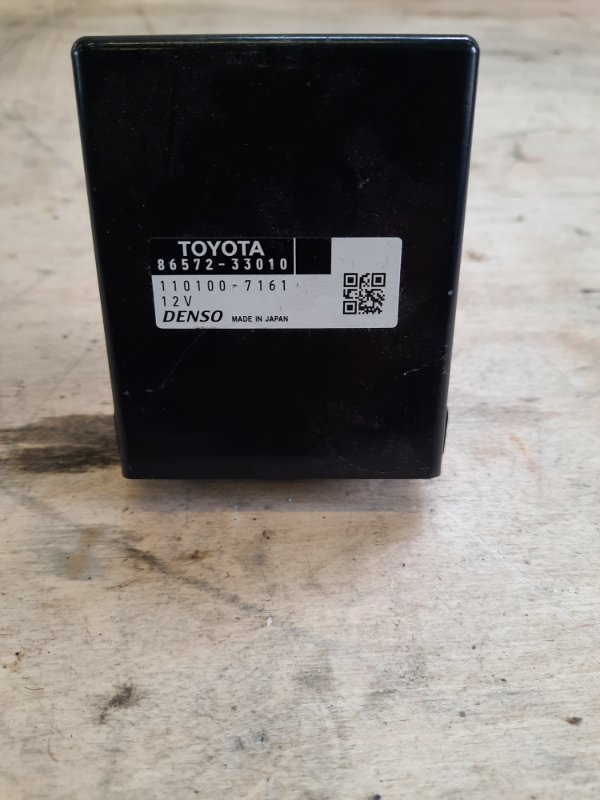 TOYOTA
86572-33010
110100-7161
12V
DENSO MADE IN JAPAN